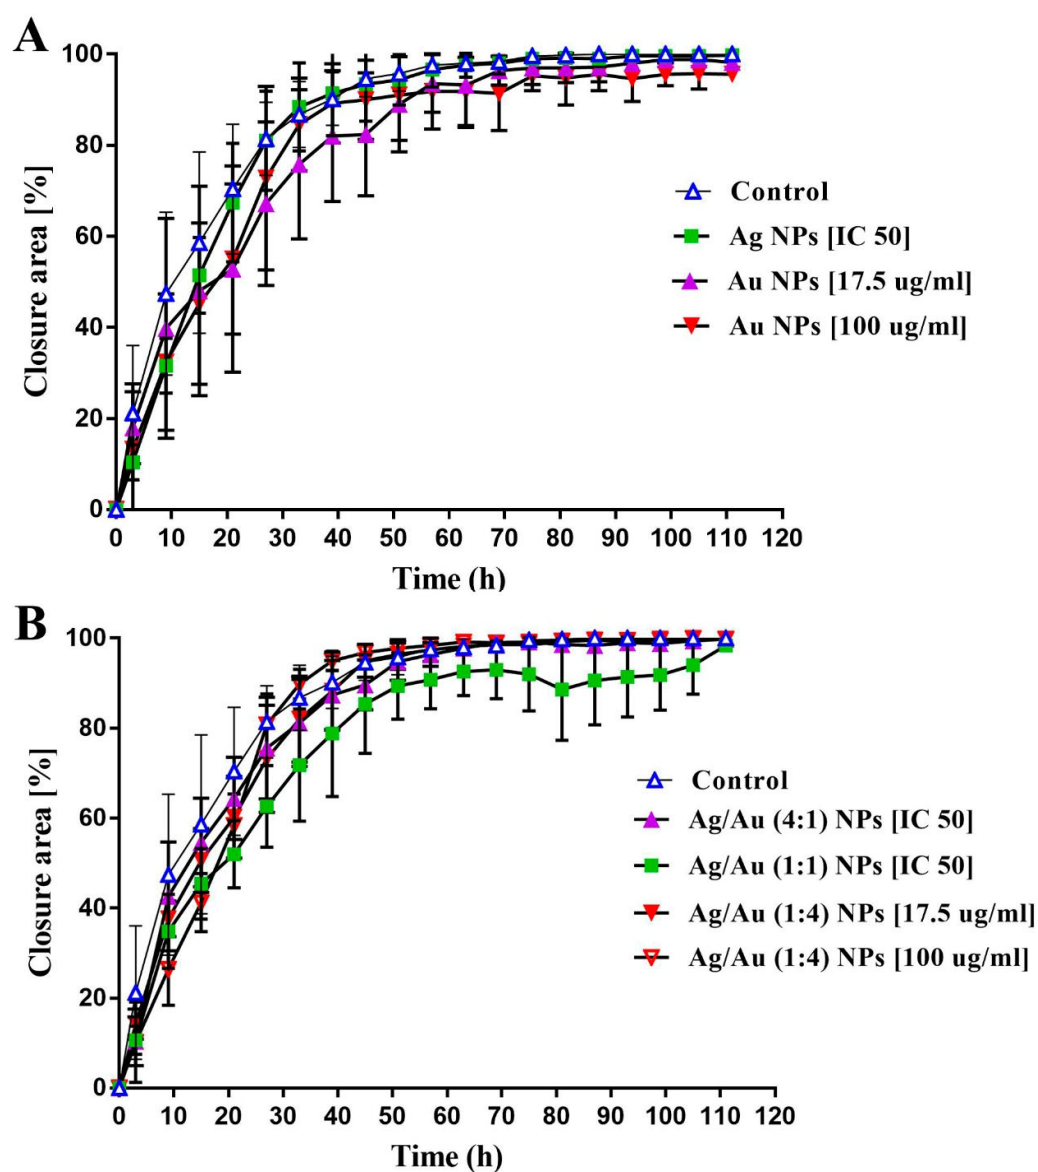 A
100
80
60
40
20
0
Closure area [%]
0 10 20 30 40 50 60 70 80 90 100 110 120
Time (h)
Control
Ag NPs [IC 50]
Au NPs [17.5 ug/ml]
Au NPs [100 ug/ml]
B
100
80
60
40
20
0
Closure area [%]
0 10 20 30 40 50 60 70 80 90 100 110 120
Time (h)
Control
Ag/Au (4:1) NPs [IC 50]
Ag/Au (1:1) NPs [IC 50]
Ag/Au (1:4) NPs [17.5 ug/ml]
Ag/Au (1:4) NPs [100 ug/ml]